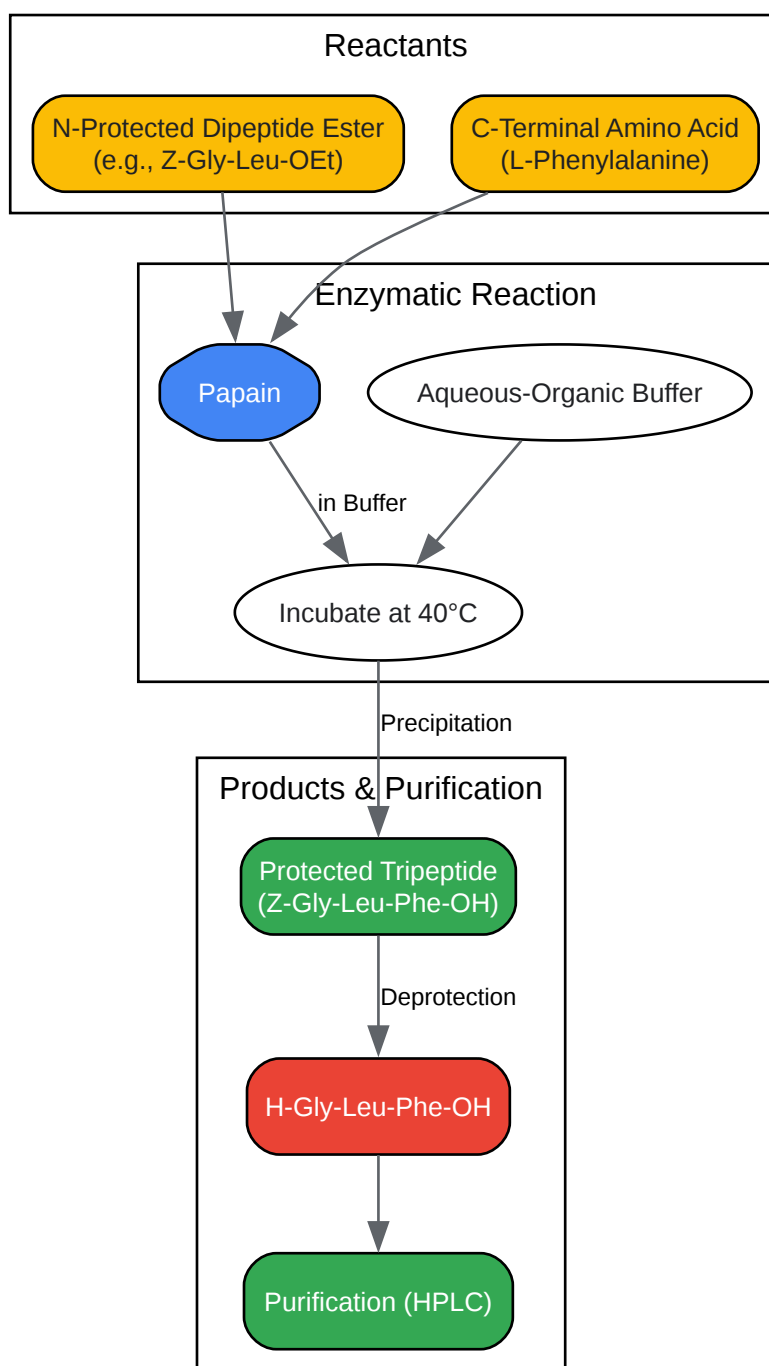 Reactants
N-Protected Dipeptide Ester
(e.g., Z-Gly-Leu-OEt)
C-Terminal Amino Acid
(L-Phenylalanine)
Enzymatic Reaction
Papain
Aqueous-Organic Buffer
in Buffer
Incubate at 40°C
Precipitation
Products & Purification
Protected Tripeptide
(Z-Gly-Leu-Phe-OH)
Deprotection
H-Gly-Leu-Phe-OH
Purification (HPLC)